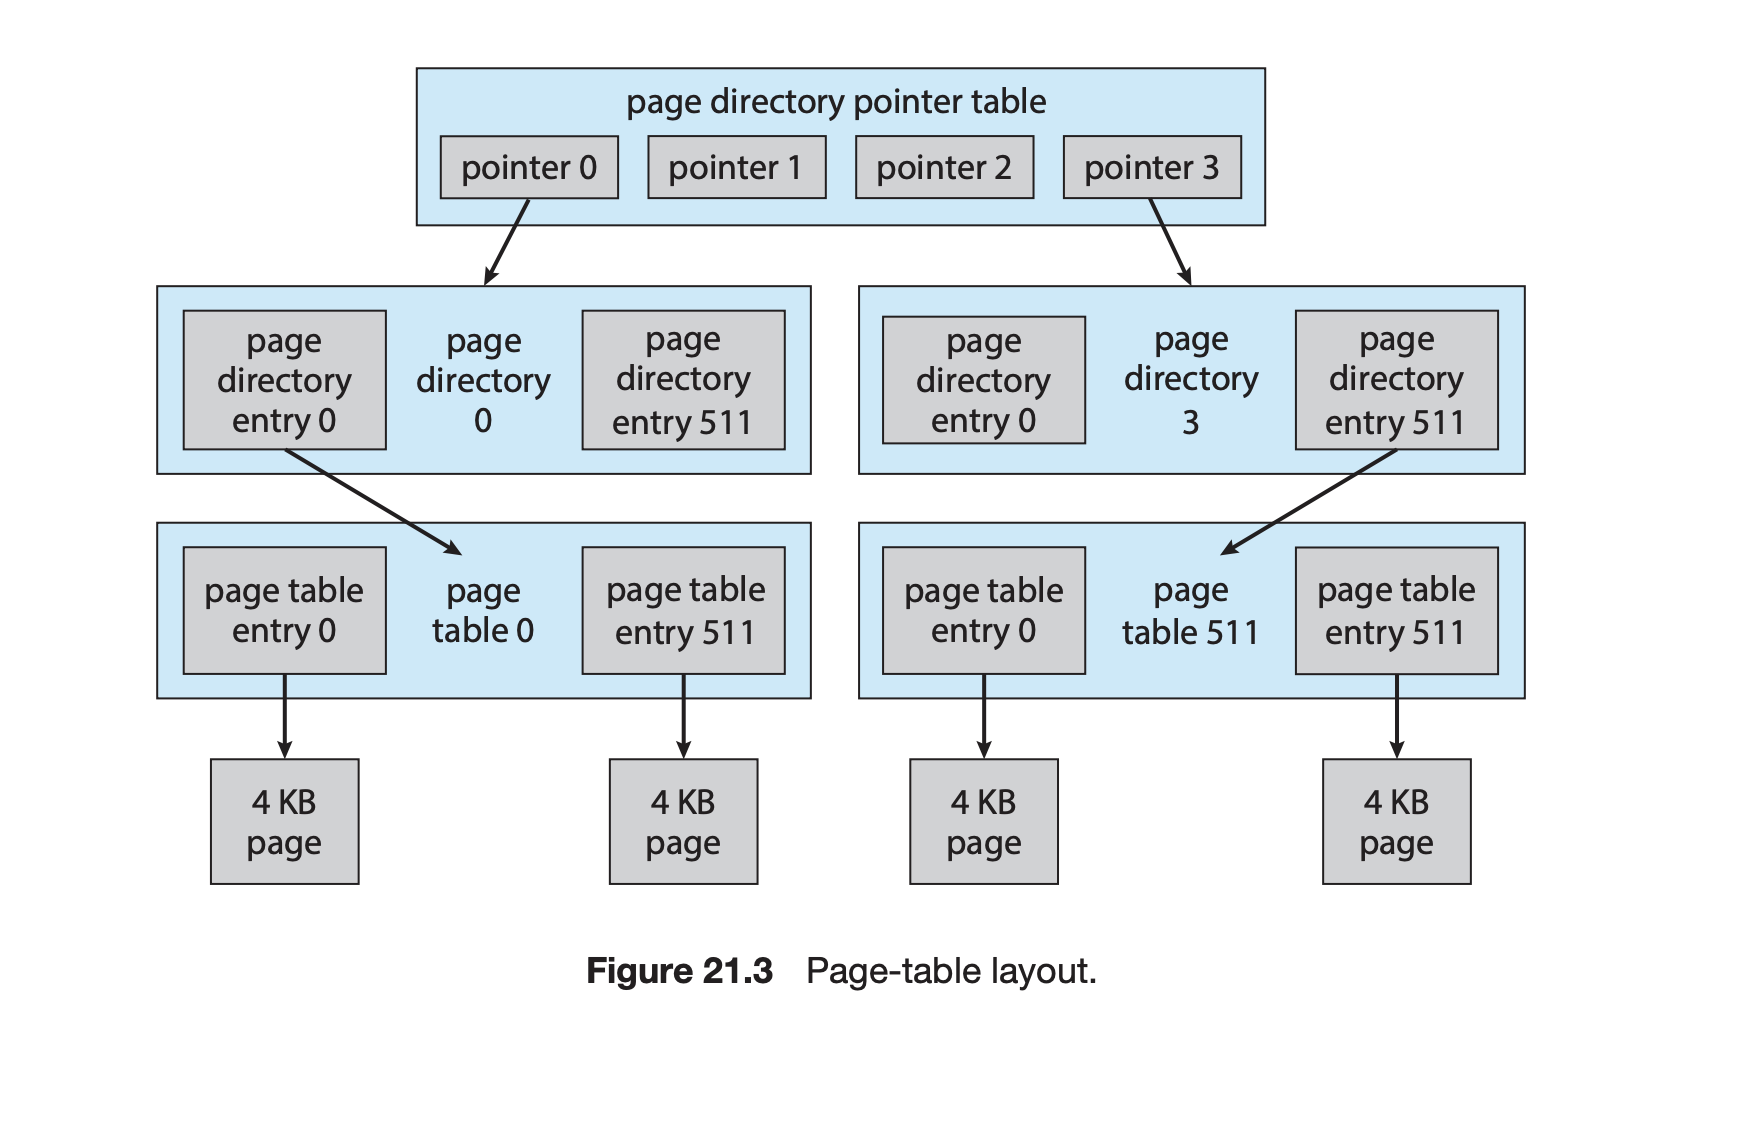 page directory pointer table
pointer 0
pointer 1
pointer 2
pointer 3
page
directory
entry 0
page
directory
0
page
directory
entry 511
page
directory
entry 0
page
directory
3
page
directory
entry 511
page table
entry 0
page
table 0
page table
entry 511
page table
entry 0
page
table 511
page table
entry 511
4 KB
page
4 KB
page
4 KB
page
4 KB
page
Figure 21.3 Page-table layout.